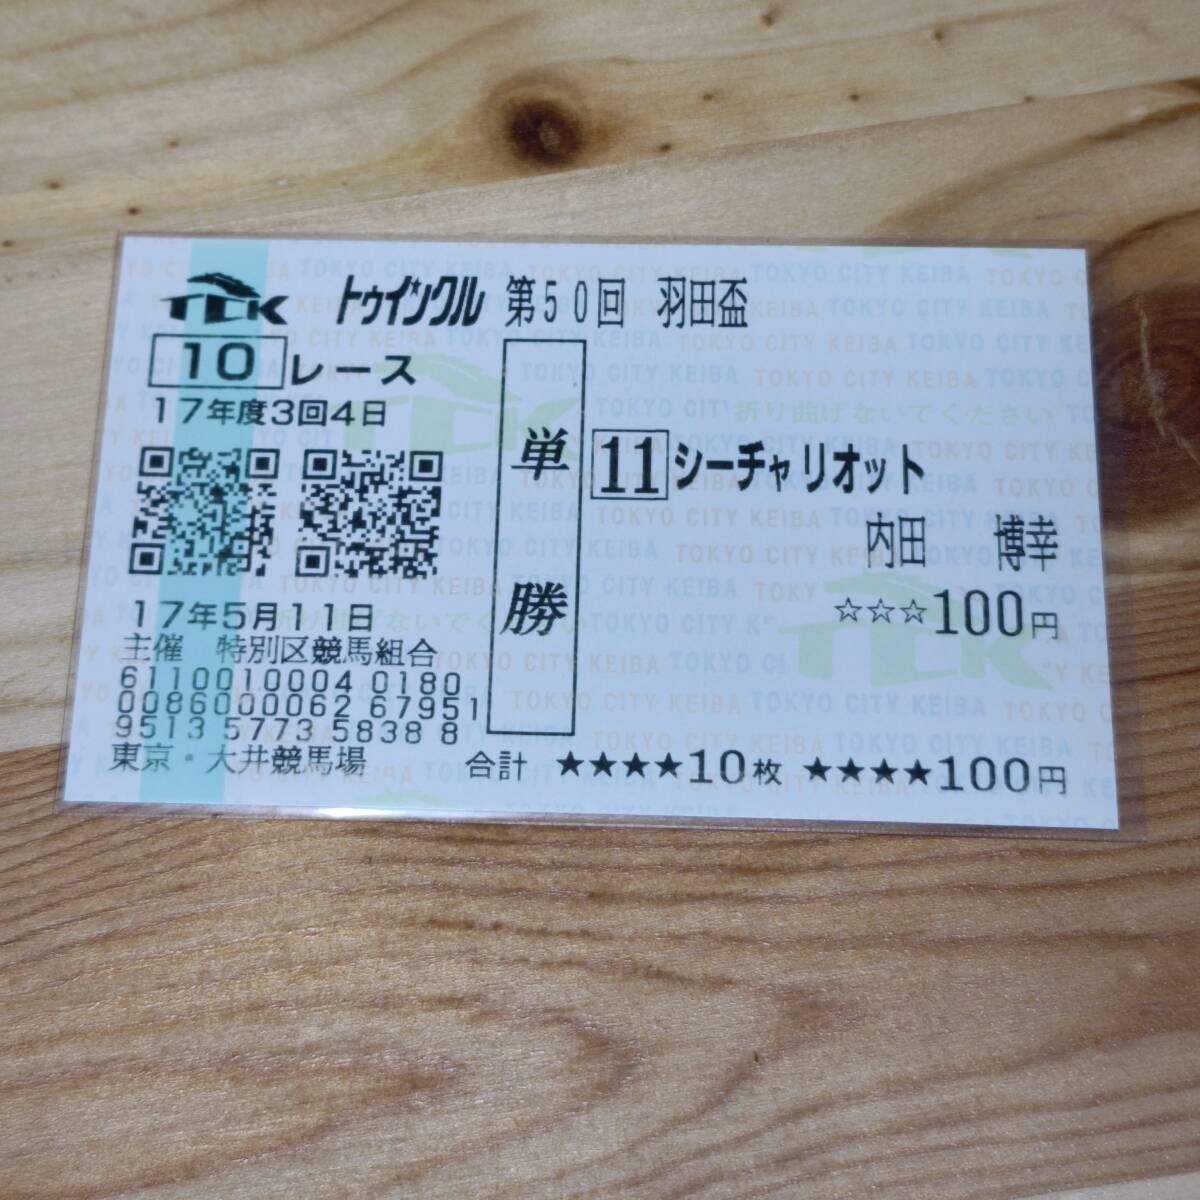 TCK トゥインクル 第50回 羽田盃
10 レース
17年度3回4日
単勝
11 シーチャリオット
内田 博幸
☆☆☆100円
17年5月11日
主催 特別区競馬組合
6110010004 0180
0086000062 67951
9513 5773 58388
東京・大井競馬場
合計 ★★★★10枚 ★★★★100円
TOKYO CITY KEIBA
折り曲げないでください